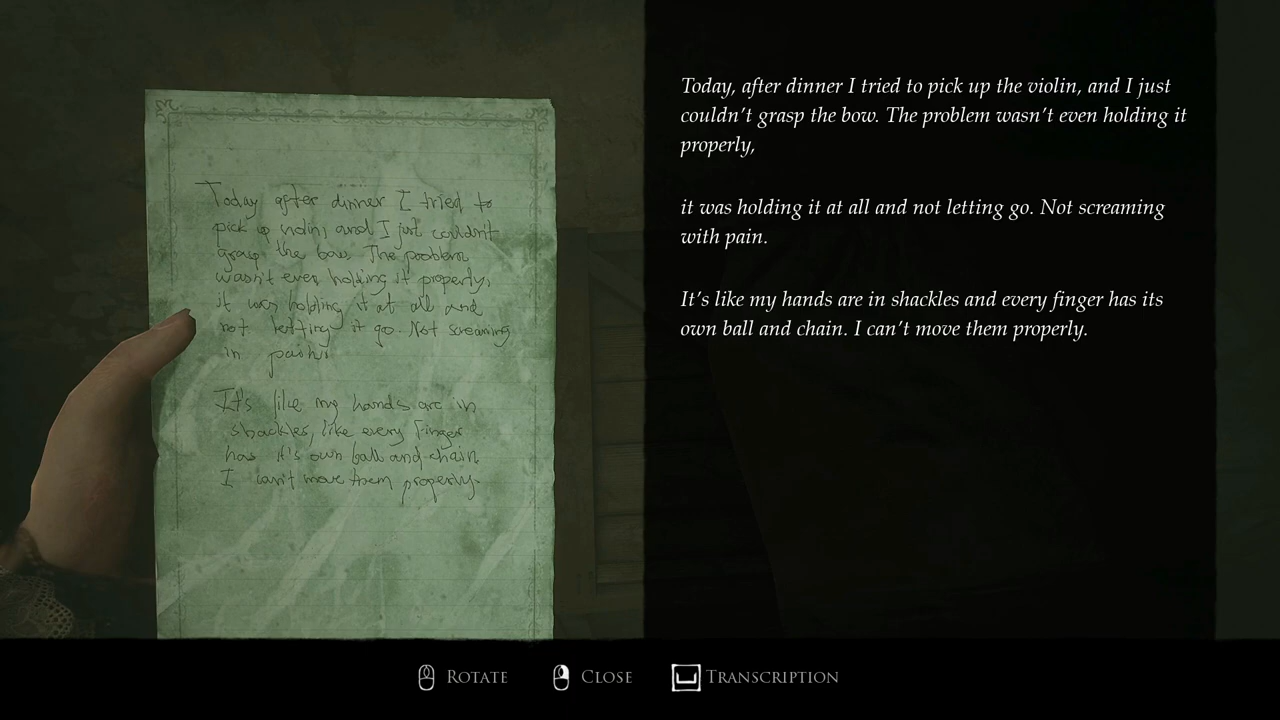 Today after dinner I tried to
pick up violin, and I just couldn't
grasp the bow. The problem
wasn't even holding it properly,
it was holding it at all and
not letting it go. Not screaming
in pain.
It's like my hands are in
shackles, like every finger
has it's own ball and chain.
I can't move them properly.
Today, after dinner I tried to pick up the violin, and I just
couldn't grasp the bow. The problem wasn't even holding it
properly,
it was holding it at all and not letting go. Not screaming
with pain.
It's like my hands are in shackles and every finger has its
own ball and chain. I can't move them properly.
Rotate
Close
Transcription